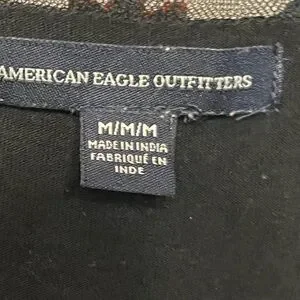 AMERICAN EAGLE OUTFITTERS
M/M/M
MADE IN INDIA
FABRIQUÉ EN
INDE